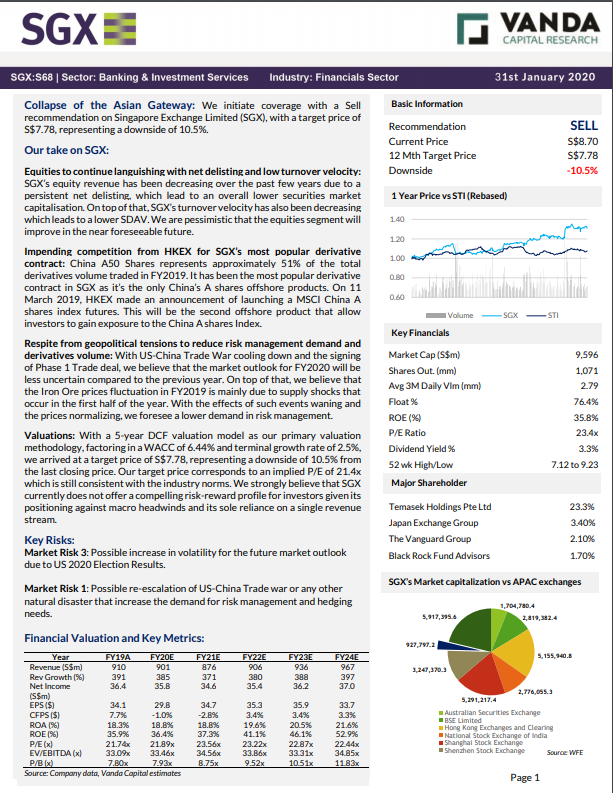 SGX
VANDA
CAPITAL RESEARCH
SGX:S68 | Sector: Banking & Investment Services Industry: Financials Sector 31st January 2020
Collapse of the Asian Gateway: We initiate coverage with a Sell
recommendation on Singapore Exchange Limited (SGX), with a target price of
S$7.78, representing a downside of 10.5%.
Our take on SGX:
Equities to continue languishing with net delisting and low turnover velocity:
SGX's equity revenue has been decreasing over the past few years due to a
persistent net delisting, which lead to an overall lower securities market
capitalisation. On top of that, SGX's turnover velocity has also been decreasing
which leads to a lower SDAV. We are pessimistic that the equities segment will
improve in the near foreseeable future.
Impending competition from HKEX for SGX's most popular derivative
contract: China A50 Shares represents approximately 51% of the total
derivatives volume traded in FY2019. It has been the most popular derivative
contract in SGX as it's the only China's A shares offshore products. On 11
March 2019, HKEX made an announcement of launching a MSCI China A
shares index futures. This will be the second offshore product that allow
investors to gain exposure to the China A shares Index.
Respite from geopolitical tensions to reduce risk management demand and
derivatives volume: With US-China Trade War cooling down and the signing
of Phase 1 Trade deal, we believe that the market outlook for FY2020 will be
less uncertain compared to the previous year. On top of that, we believe that
the Iron Ore prices fluctuation in FY2019 is mainly due to supply shocks that
occur in the first half of the year. With the effects of such events waning and
the prices normalizing, we foresee a lower demand in risk management.
Valuations: With a 5-year DCF valuation model as our primary valuation
methodology, factoring in a WACC of 6.44% and terminal growth rate of 2.5%,
we arrived at a target price of S$7.78, representing a downside of 10.5% from
the last closing price. Our target price corresponds to an implied P/E of 21.4x
which is still consistent with the industry norms. We strongly believe that SGX
currently does not offer a compelling risk-reward profile for investors given its
positioning against macro headwinds and its sole reliance on a single revenue
stream.
Key Risks:
Market Risk 3: Possible increase in volatility for the future market outlook
due to US 2020 Election Results.
Market Risk 1: Possible re-escalation of US-China Trade war or any other
natural disaster that increase the demand for risk management and hedging
needs.
Financial Valuation and Key Metrics:
Year FY19A FY20E FY21E FY22E FY23E FY24E
Revenue (S$m) 910 901 876 906 936 967
Rev Growth (%) 391 385 371 380 388 397
Net Income 36.4 35.8 34.6 35.4 36.2 37.0
(S$m)
EPS ($) 34.1 29.8 34.7 35.3 35.9 33.7
CFPS ($) 7.7% -1.0% -2.8% 3.4% 3.4% 3.3%
ROA (%) 18.3% 18.8% 18.8% 19.6% 20.5% 21.6%
ROE (%) 35.9% 36.4% 37.3% 41.1% 46.1% 52.9%
P/E (x) 21.74x 21.89x 23.56x 23.22x 22.87x 22.44x
EV/EBITDA (x) 33.09x 33.46x 34.56x 33.86x 33.31x 34.85x
P/B (x) 7.80x 7.93x 8.75x 9.52x 10.51x 11.83x
Source: Company data, Vanda Capital estimates
Basic Information
Recommendation SELL
Current Price S$8.70
12 Mth Target Price S$7.78
Downside -10.5%
1 Year Price vs STI (Rebased)
1.40
1.20
1.00
0.80
0.60
Volume SGX STI
Key Financials
Market Cap (S$m) 9,596
Shares Out. (mm) 1,071
Avg 3M Daily Vlm (mm) 2.79
Float % 76.4%
ROE (%) 35.8%
P/E Ratio 23.4x
Dividend Yield % 3.3%
52 wk High/Low 7.12 to 9.23
Major Shareholder
Temasek Holdings Pte Ltd 23.3%
Japan Exchange Group 3.40%
The Vanguard Group 2.10%
Black Rock Fund Advisors 1.70%
SGX's Market capitalization vs APAC exchanges
1,704,780.4
2,819,382.4
5,917,395.6
927,797.2
5,155,940.8
3,247,370.3
2,776,055.3
5,291,217.4
Australian Securities Exchange
BSE Limited
Hong Kong Exchanges and Clearing
National Stock Exchange of India
Shanghai Stock Exchange
Shenzhen Stock Exchange
Source: WFE
Page 1